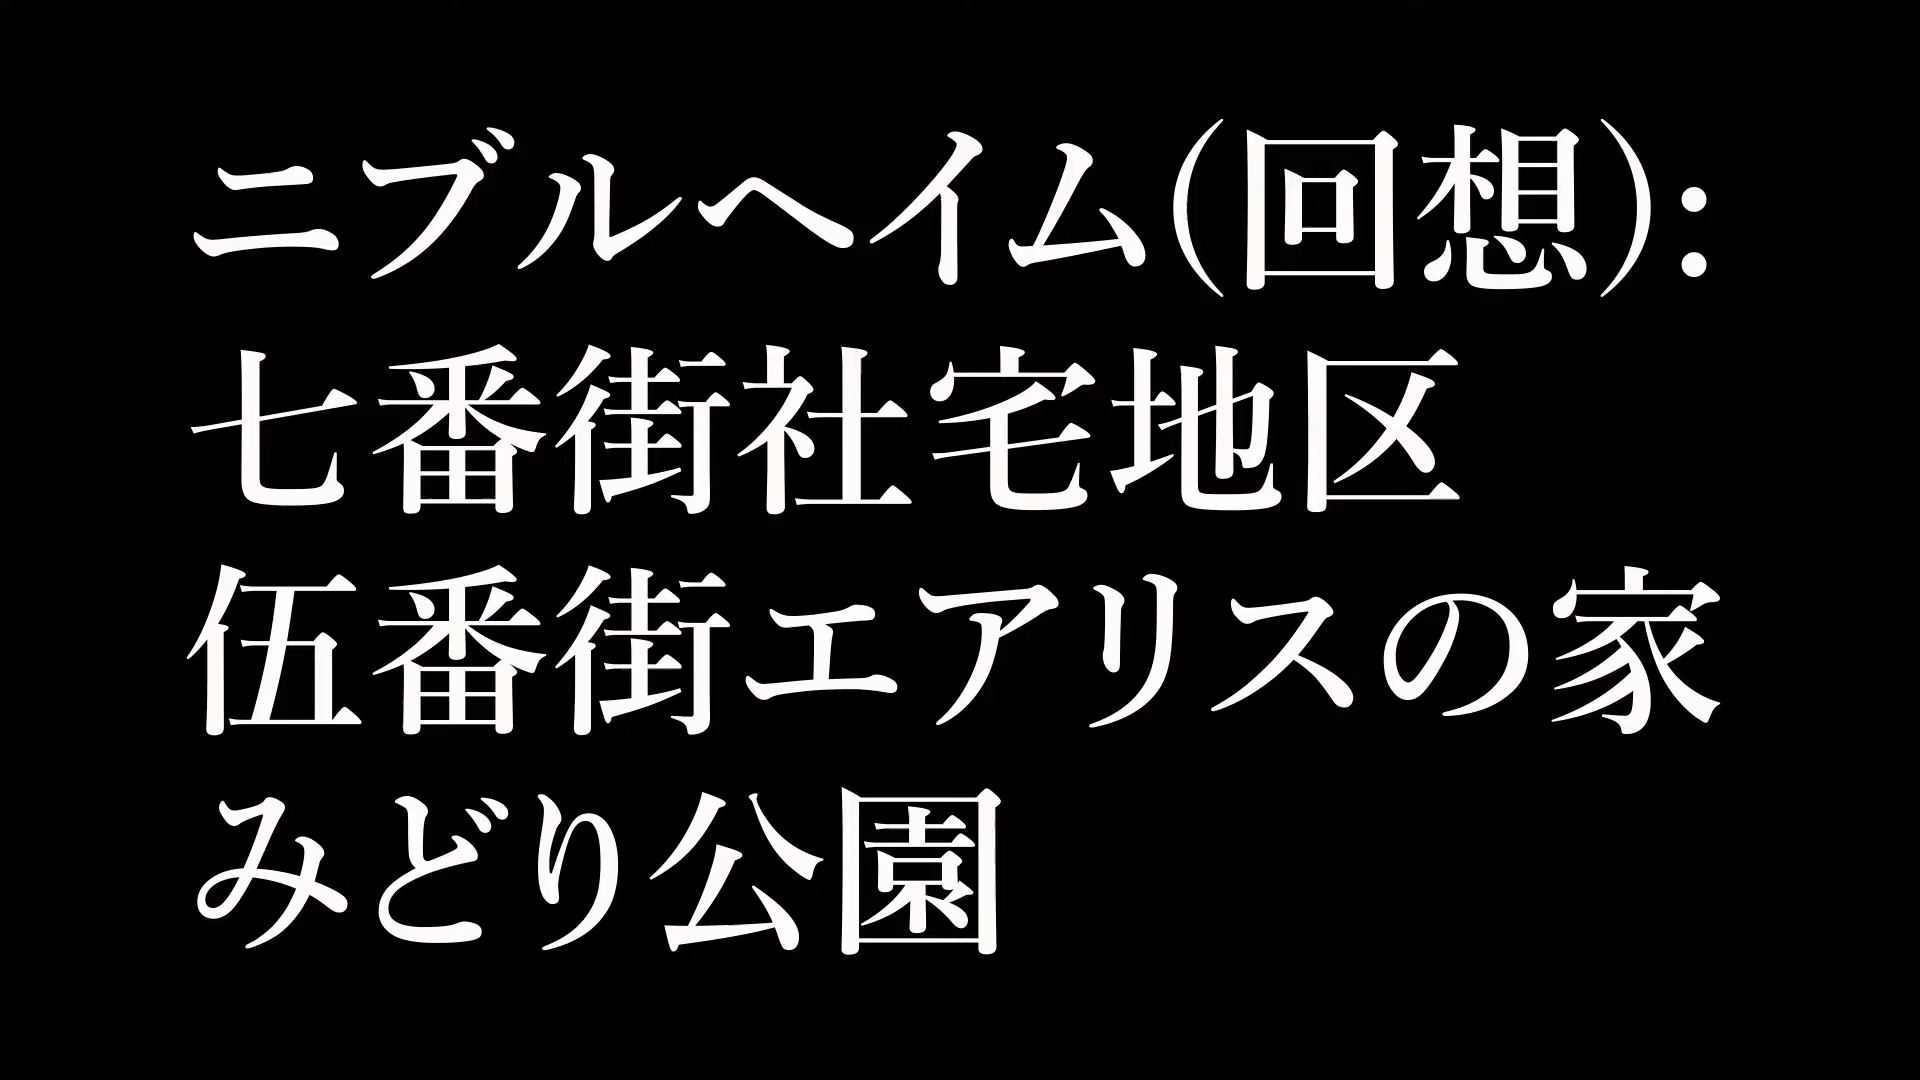 ニブルヘイム(回想):
七番街社宅地区
伍番街エアリスの家
みどり公園